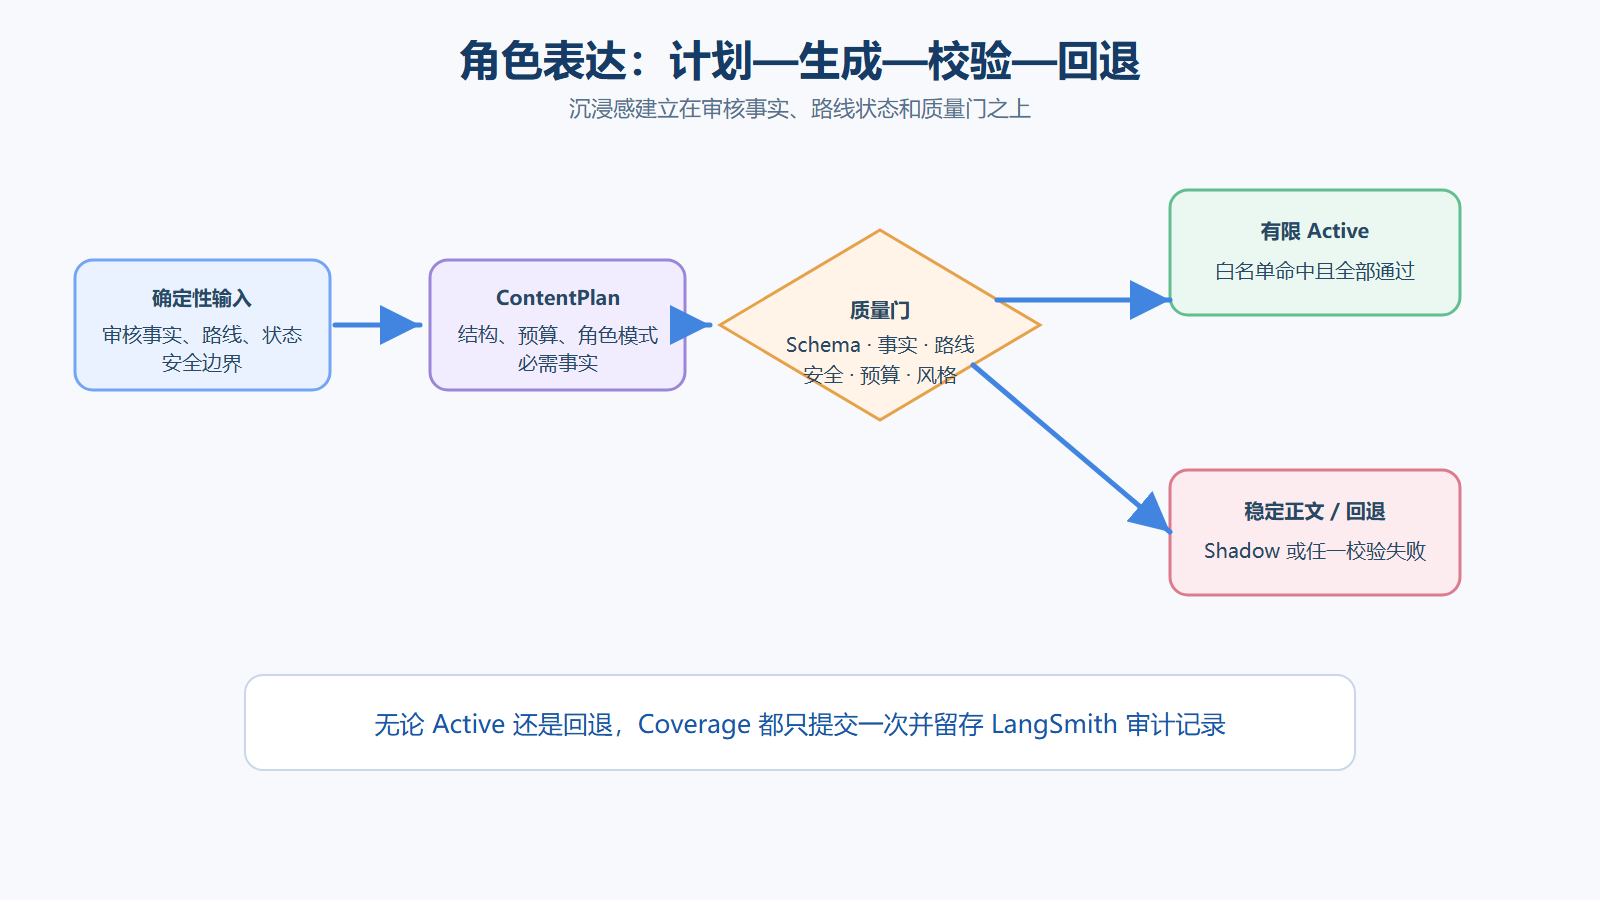 角色表达：计划—生成—校验—回退
沉浸感建立在审核事实、路线状态和质量门之上
确定性输入
审核事实、路线、状态
安全边界
ContentPlan
结构、预算、角色模式
必需事实
质量门
Schema · 事实 · 路线
安全 · 预算 · 风格
有限 Active
白名单命中且全部通过
稳定正文 / 回退
Shadow 或任一校验失败
无论 Active 还是回退，Coverage 都只提交一次并留存 LangSmith 审计记录